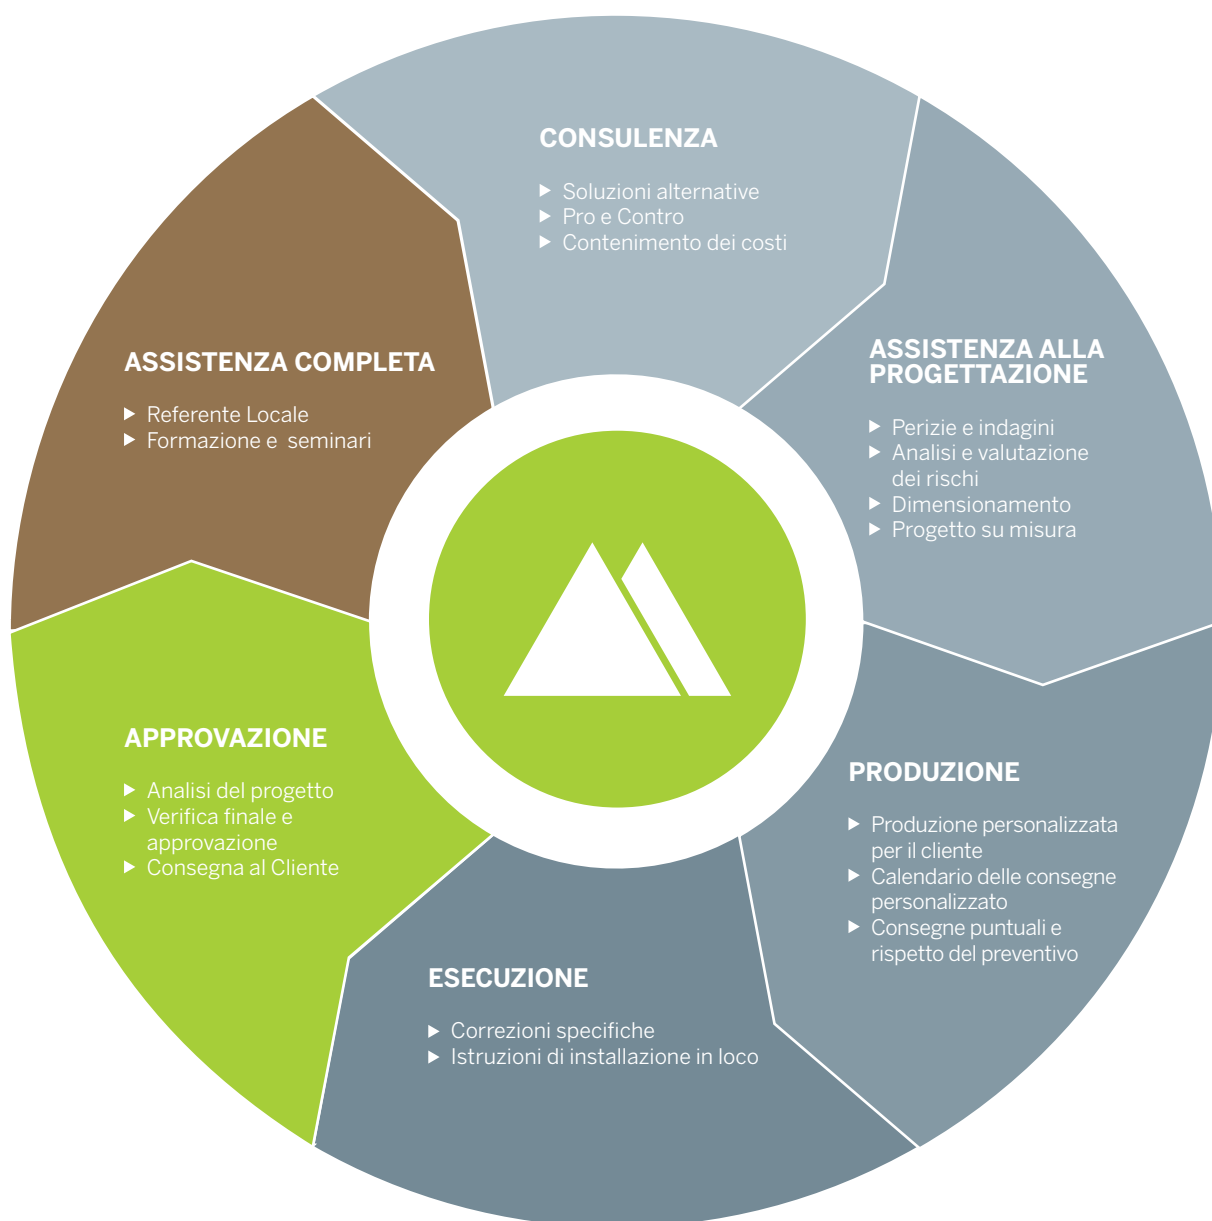 CONSULENZA
Soluzioni alternative
Pro e Contro
Contenimento dei costi
ASSISTENZA ALLA
PROGETTAZIONE
Perizie e indagini
Analisi e valutazione
dei rischi
Dimensionamento
Progetto su misura
PRODUZIONE
Produzione personalizzata
per il cliente
Calendario delle consegne
personalizzato
Consegne puntuali e
rispetto del preventivo
ESECUZIONE
Correzioni specifiche
Istruzioni di installazione in loco
APPROVAZIONE
Analisi del progetto
Verifica finale e
approvazione
Consegna al Cliente
ASSISTENZA COMPLETA
Referente Locale
Formazione e seminari